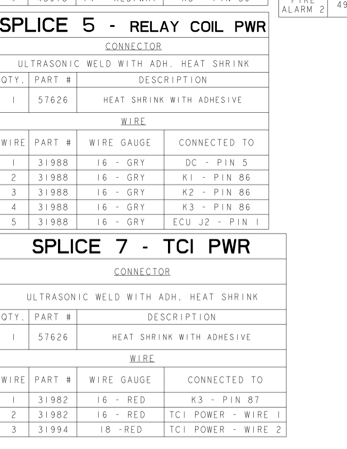 ALARM 2 49
SPLICE 5 - RELAY COIL PWR
CONNECTOR
ULTRASONIC WELD WITH ADH. HEAT SHRINK
QTY. PART # DESCRIPTION
1 57626 HEAT SHRINK WITH ADHESIVE
WIRE
WIRE PART # WIRE GAUGE CONNECTED TO
1 31988 16 - GRY DC - PIN 5
2 31988 16 - GRY K1 - PIN 86
3 31988 16 - GRY K2 - PIN 86
4 31988 16 - GRY K3 - PIN 86
5 31988 16 - GRY ECU J2 - PIN 1
SPLICE 7 - TCI PWR
CONNECTOR
ULTRASONIC WELD WITH ADH. HEAT SHRINK
QTY. PART # DESCRIPTION
1 57626 HEAT SHRINK WITH ADHESIVE
WIRE
WIRE PART # WIRE GAUGE CONNECTED TO
1 31982 16 - RED K3 - PIN 87
2 31982 16 - RED TCI POWER - WIRE 1
3 31994 18 -RED TCI POWER - WIRE 2